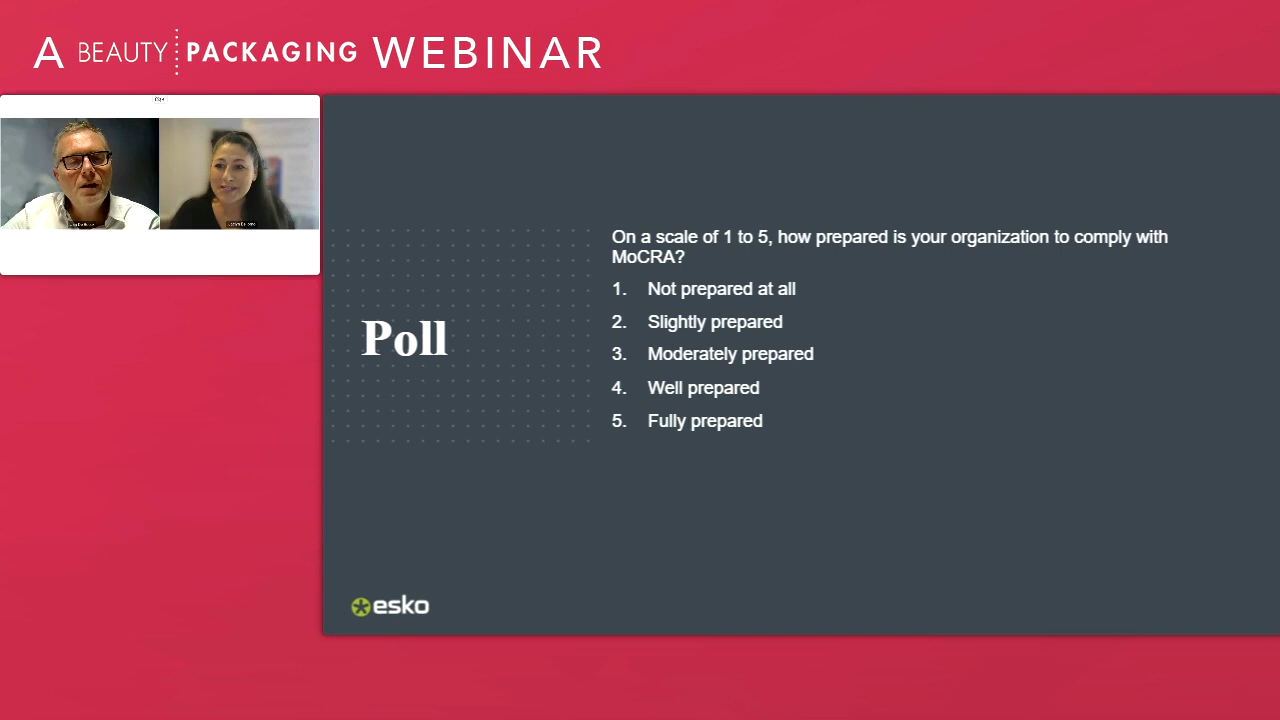 A BEAUTY PACKAGING WEBINAR
Poll
On a scale of 1 to 5, how prepared is your organization to comply with
MoCRA?
1. Not prepared at all
2. Slightly prepared
3. Moderately prepared
4. Well prepared
5. Fully prepared
esko